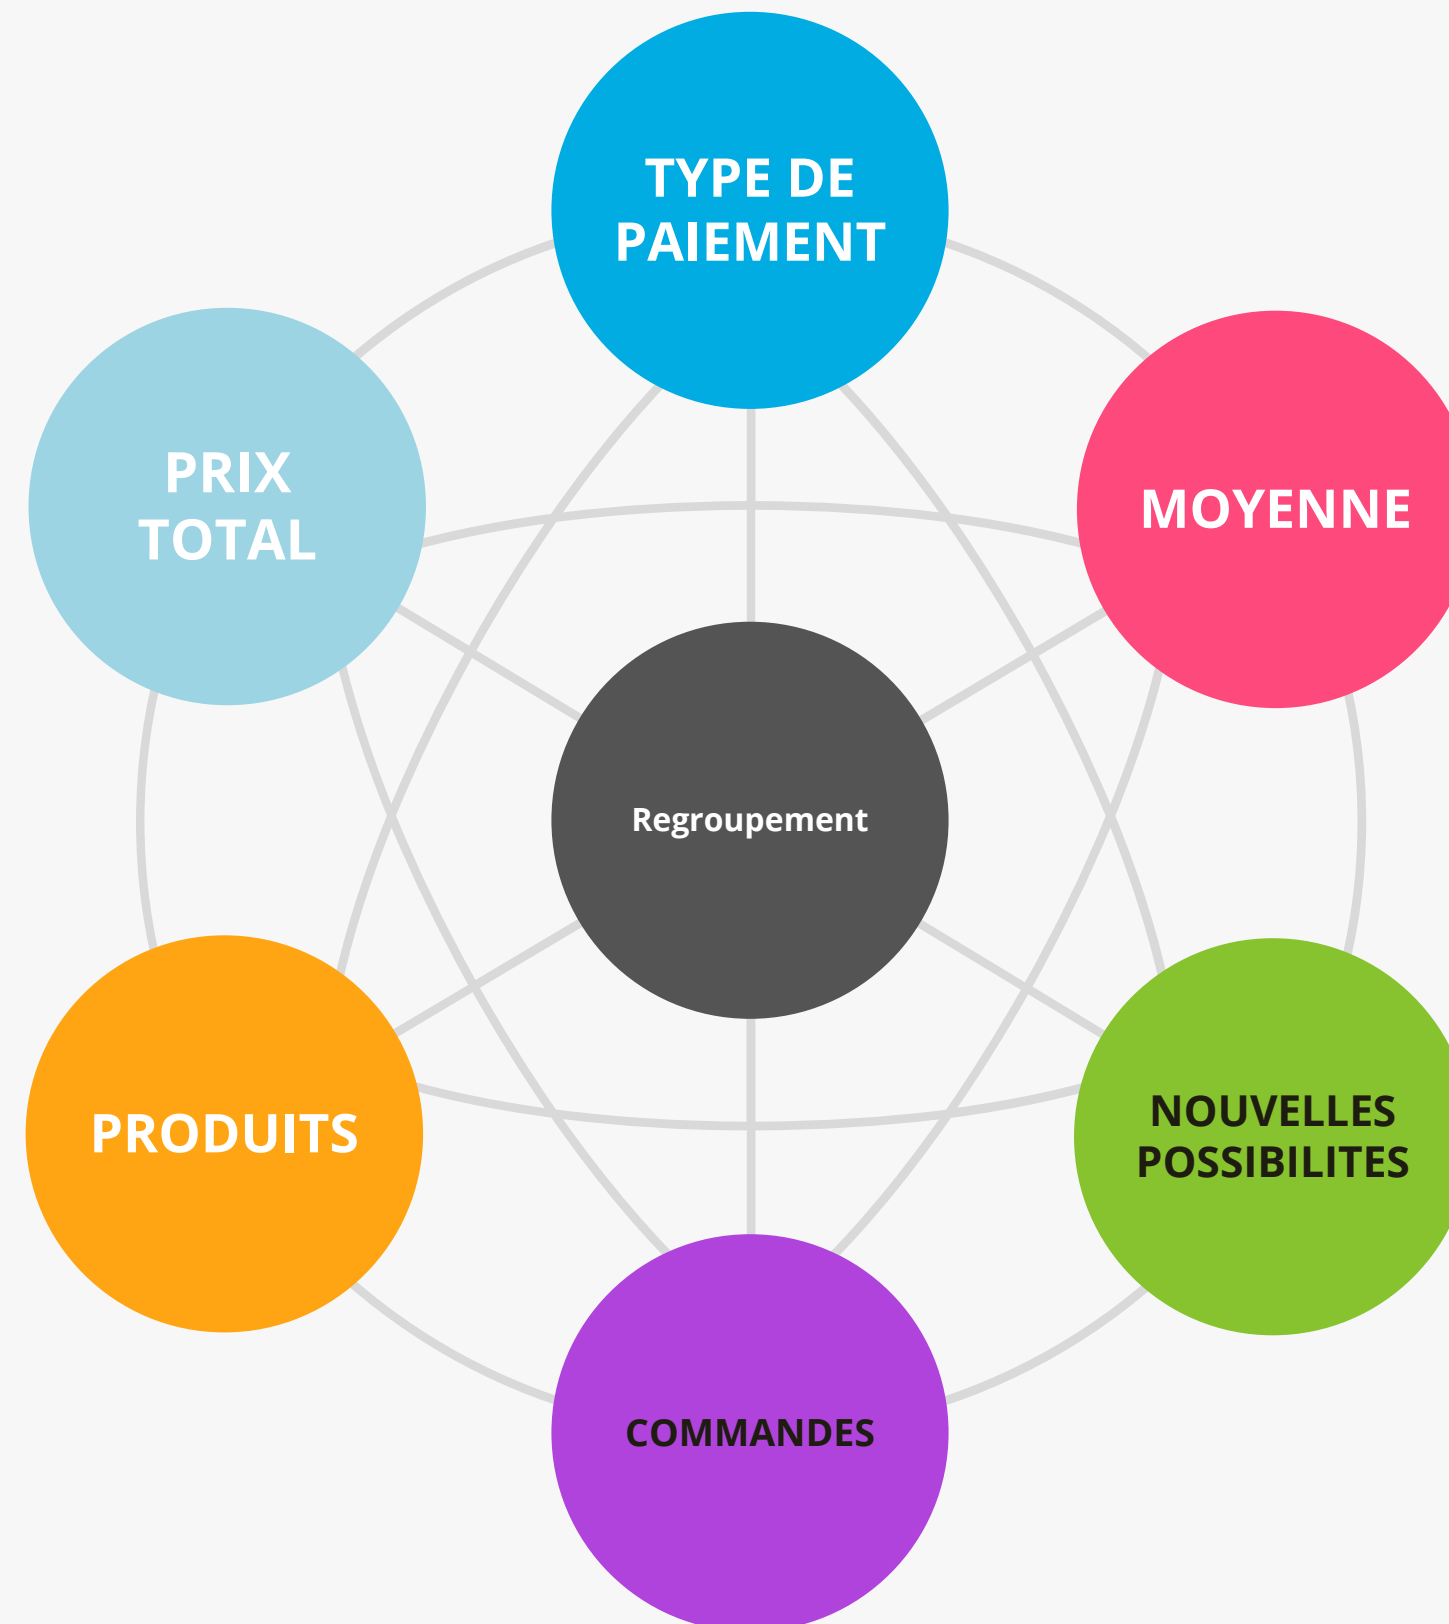 TYPE DE
PAIEMENT
PRIX
TOTAL
MOYENNE
Regroupement
PRODUITS
NOUVELLES
POSSIBILITES
COMMANDES